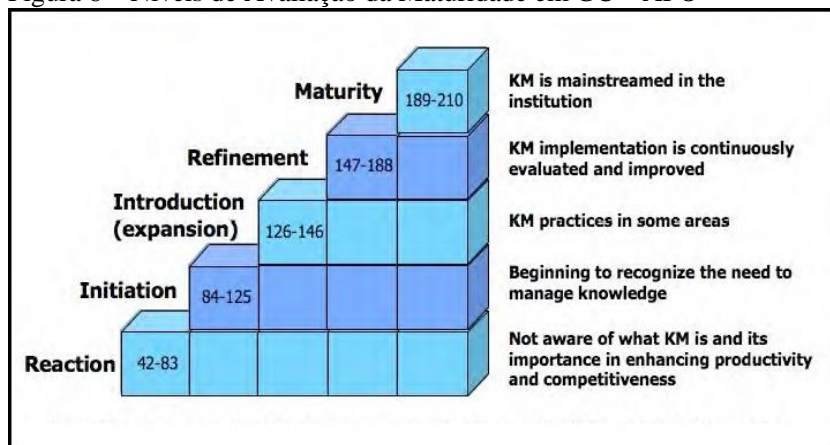 Maturity
189-210
KM is mainstreamed in the
institution
Refinement
147-188
KM implementation is continuously
evaluated and improved
Introduction
(expansion)
126-146
KM practices in some areas
Initiation
84-125
Beginning to recognize the need to
manage knowledge
Reaction
42-83
Not aware of what KM is and its
importance in enhancing productivity
and competitiveness